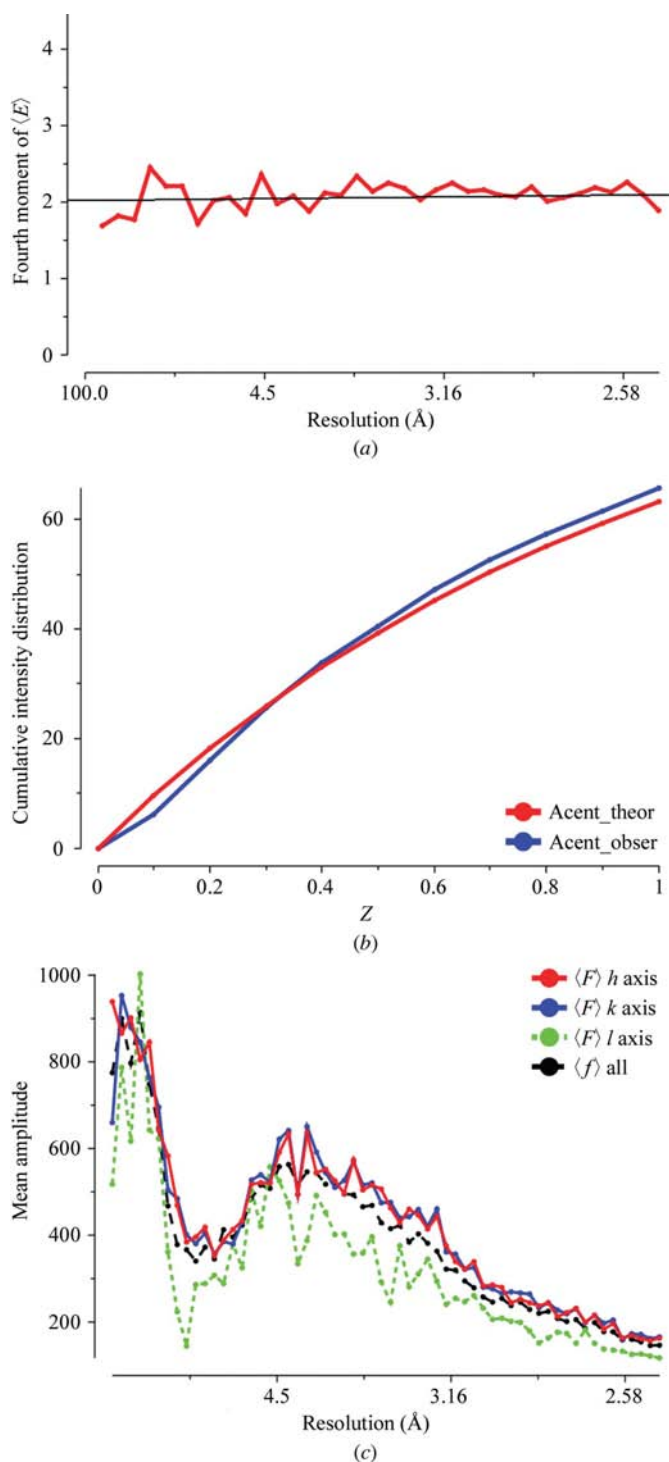 4
3
2
1
0
Fourth moment of ⟨E⟩
100.0 4.5 3.16 2.58
Resolution (Å)
(a)
60
40
20
0
Cumulative intensity distribution
Acent_theor
Acent_obser
0 0.2 0.4 0.6 0.8 1
Z
(b)
1000
800
600
400
200
Mean amplitude
⟨F⟩ h axis
⟨F⟩ k axis
⟨F⟩ l axis
⟨f⟩ all
4.5 3.16 2.58
Resolution (Å)
(c)